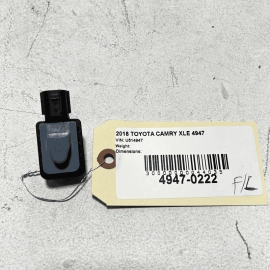 2018 TOYOTA CAMRY XLE 4947
VIN: U514947
Weight:
Dimensions:
4947-0222
F/L